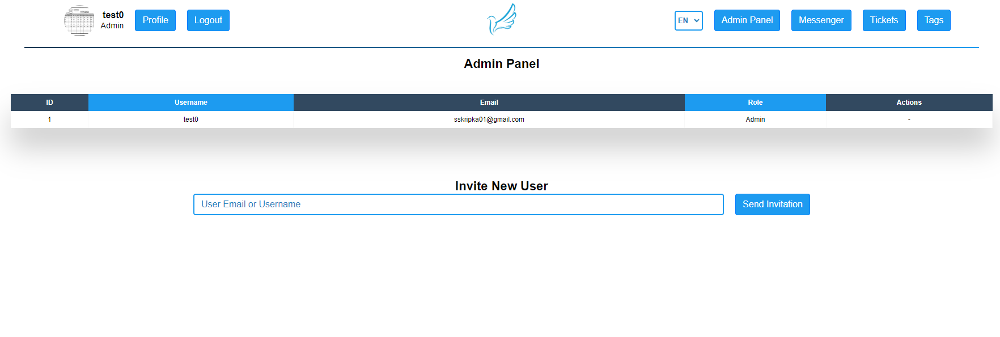 test0
Admin
Profile
Logout
EN
Admin Panel
Messenger
Tickets
Tags
Admin Panel
ID Username Email Role Actions
1 test0 sskripka01@gmail.com Admin -
Invite New User
User Email or Username
Send Invitation